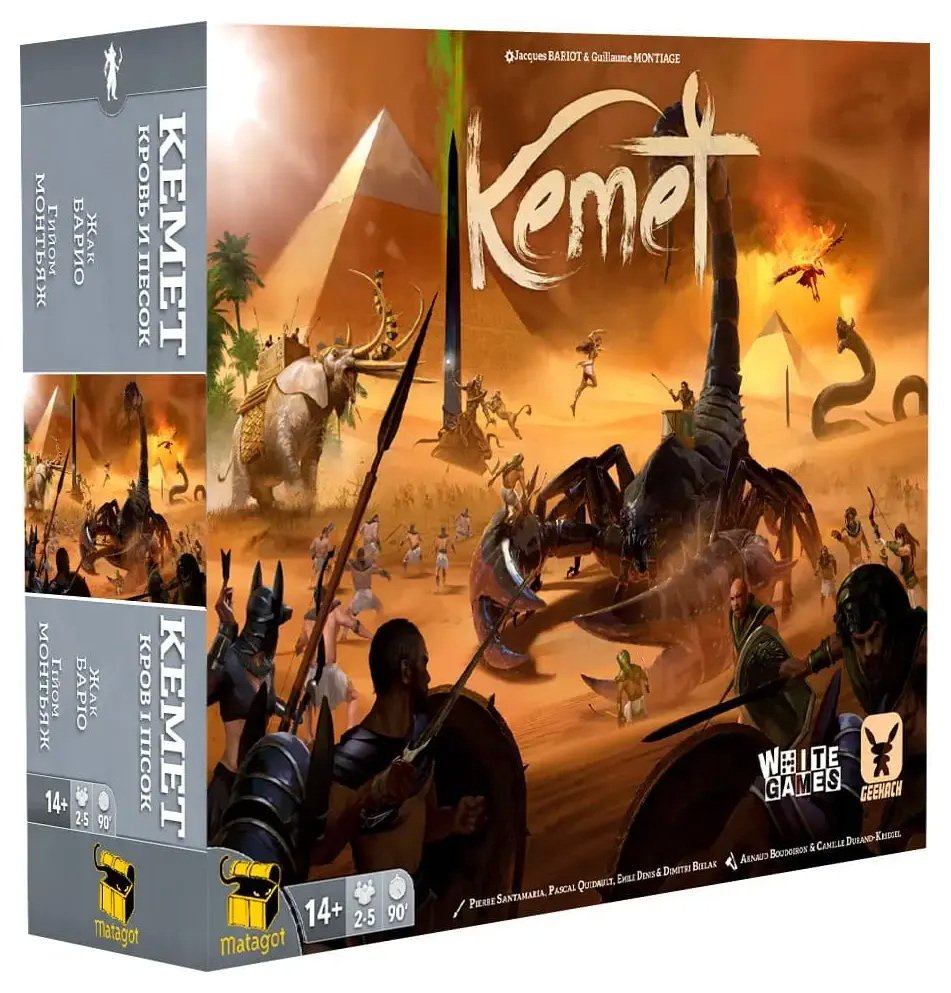 КЕМЕТ
КРОВЬ И ПЕСОК
ЖАК
БАРИО
ГИЙОМ
МОНТЬЯЖ
КЕМЕТ
КРОВ І ПІСОК
ЖАК
БАРІО
ГІЙОМ
МОНТЬЯЖ
14+
2-5
90'
Matagot
Jacques BARIOT & Guillaume MONTIAGE
Kemet
WHITE
GAMES
GEEKACH
Pierre Santamaria, Pascal Quidault, Emile Denis & Dimitri Bielak
Arnaud Boudoiron & Camille Durand-Kriegel
14+
2-5
90'
Matagot